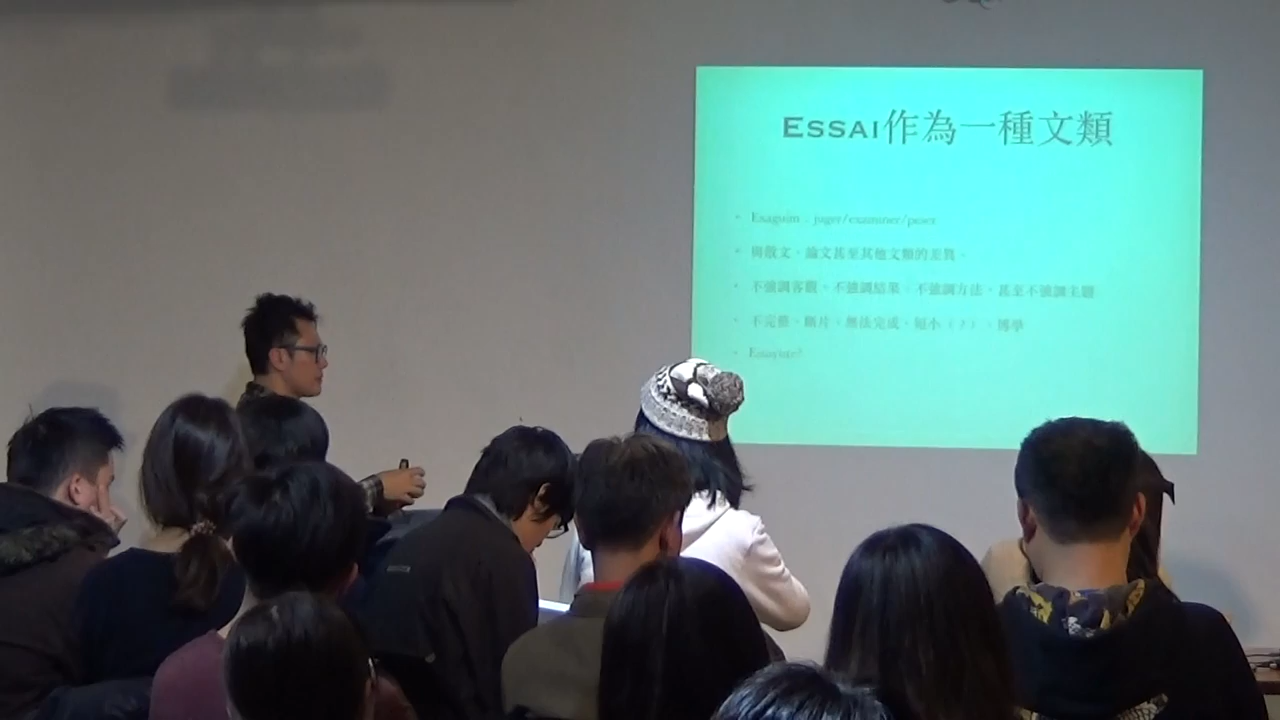 ESSAI作為一種文類
• Exagium : juger/examiner/peser
• 與散文、論文甚至其他文類的差異。
• 不強調客觀、不強調結果、不強調方法、甚至不強調主題
• 不完整、斷片、無法完成、短小（？）、博學
• Essayiste?